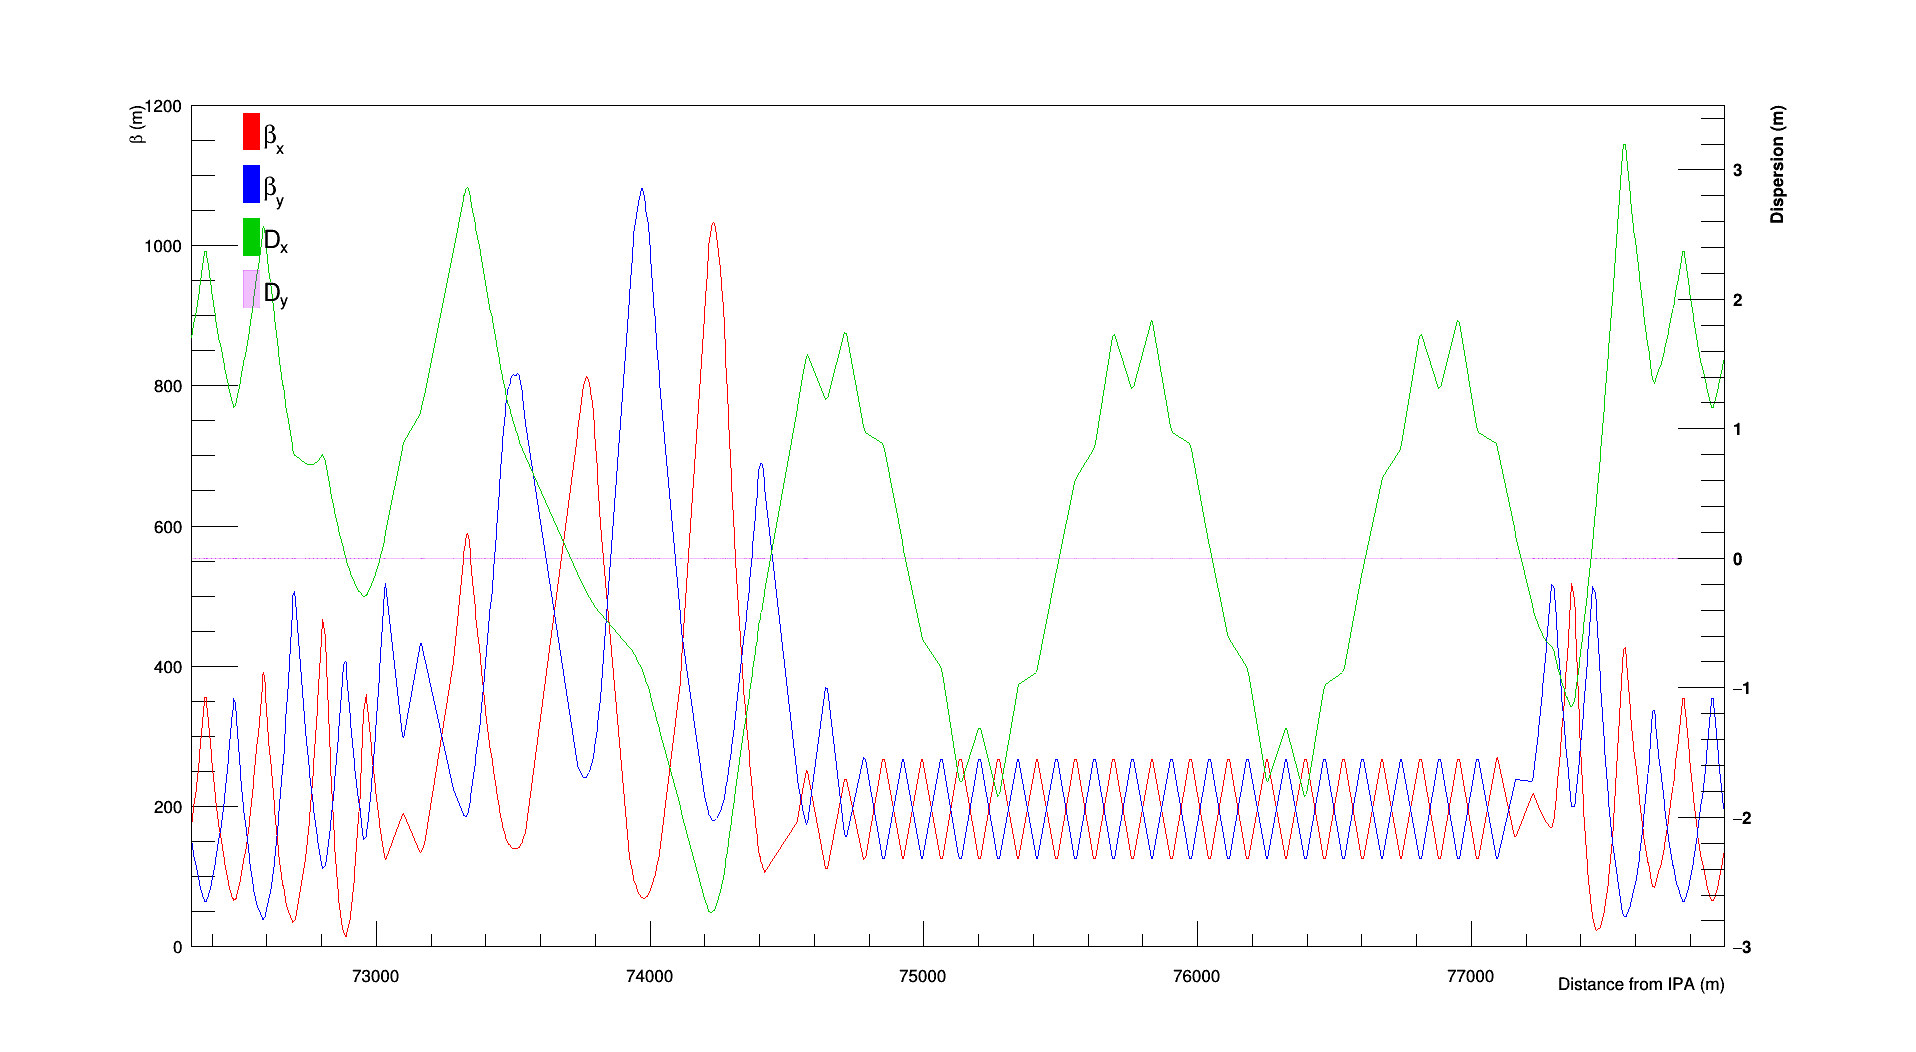 β (m)
1200
1000
800
600
400
200
0
βx
βy
Dx
Dy
Dispersion (m)
3
2
1
0
−1
−2
−3
73000
74000
75000
76000
77000
Distance from IPA (m)